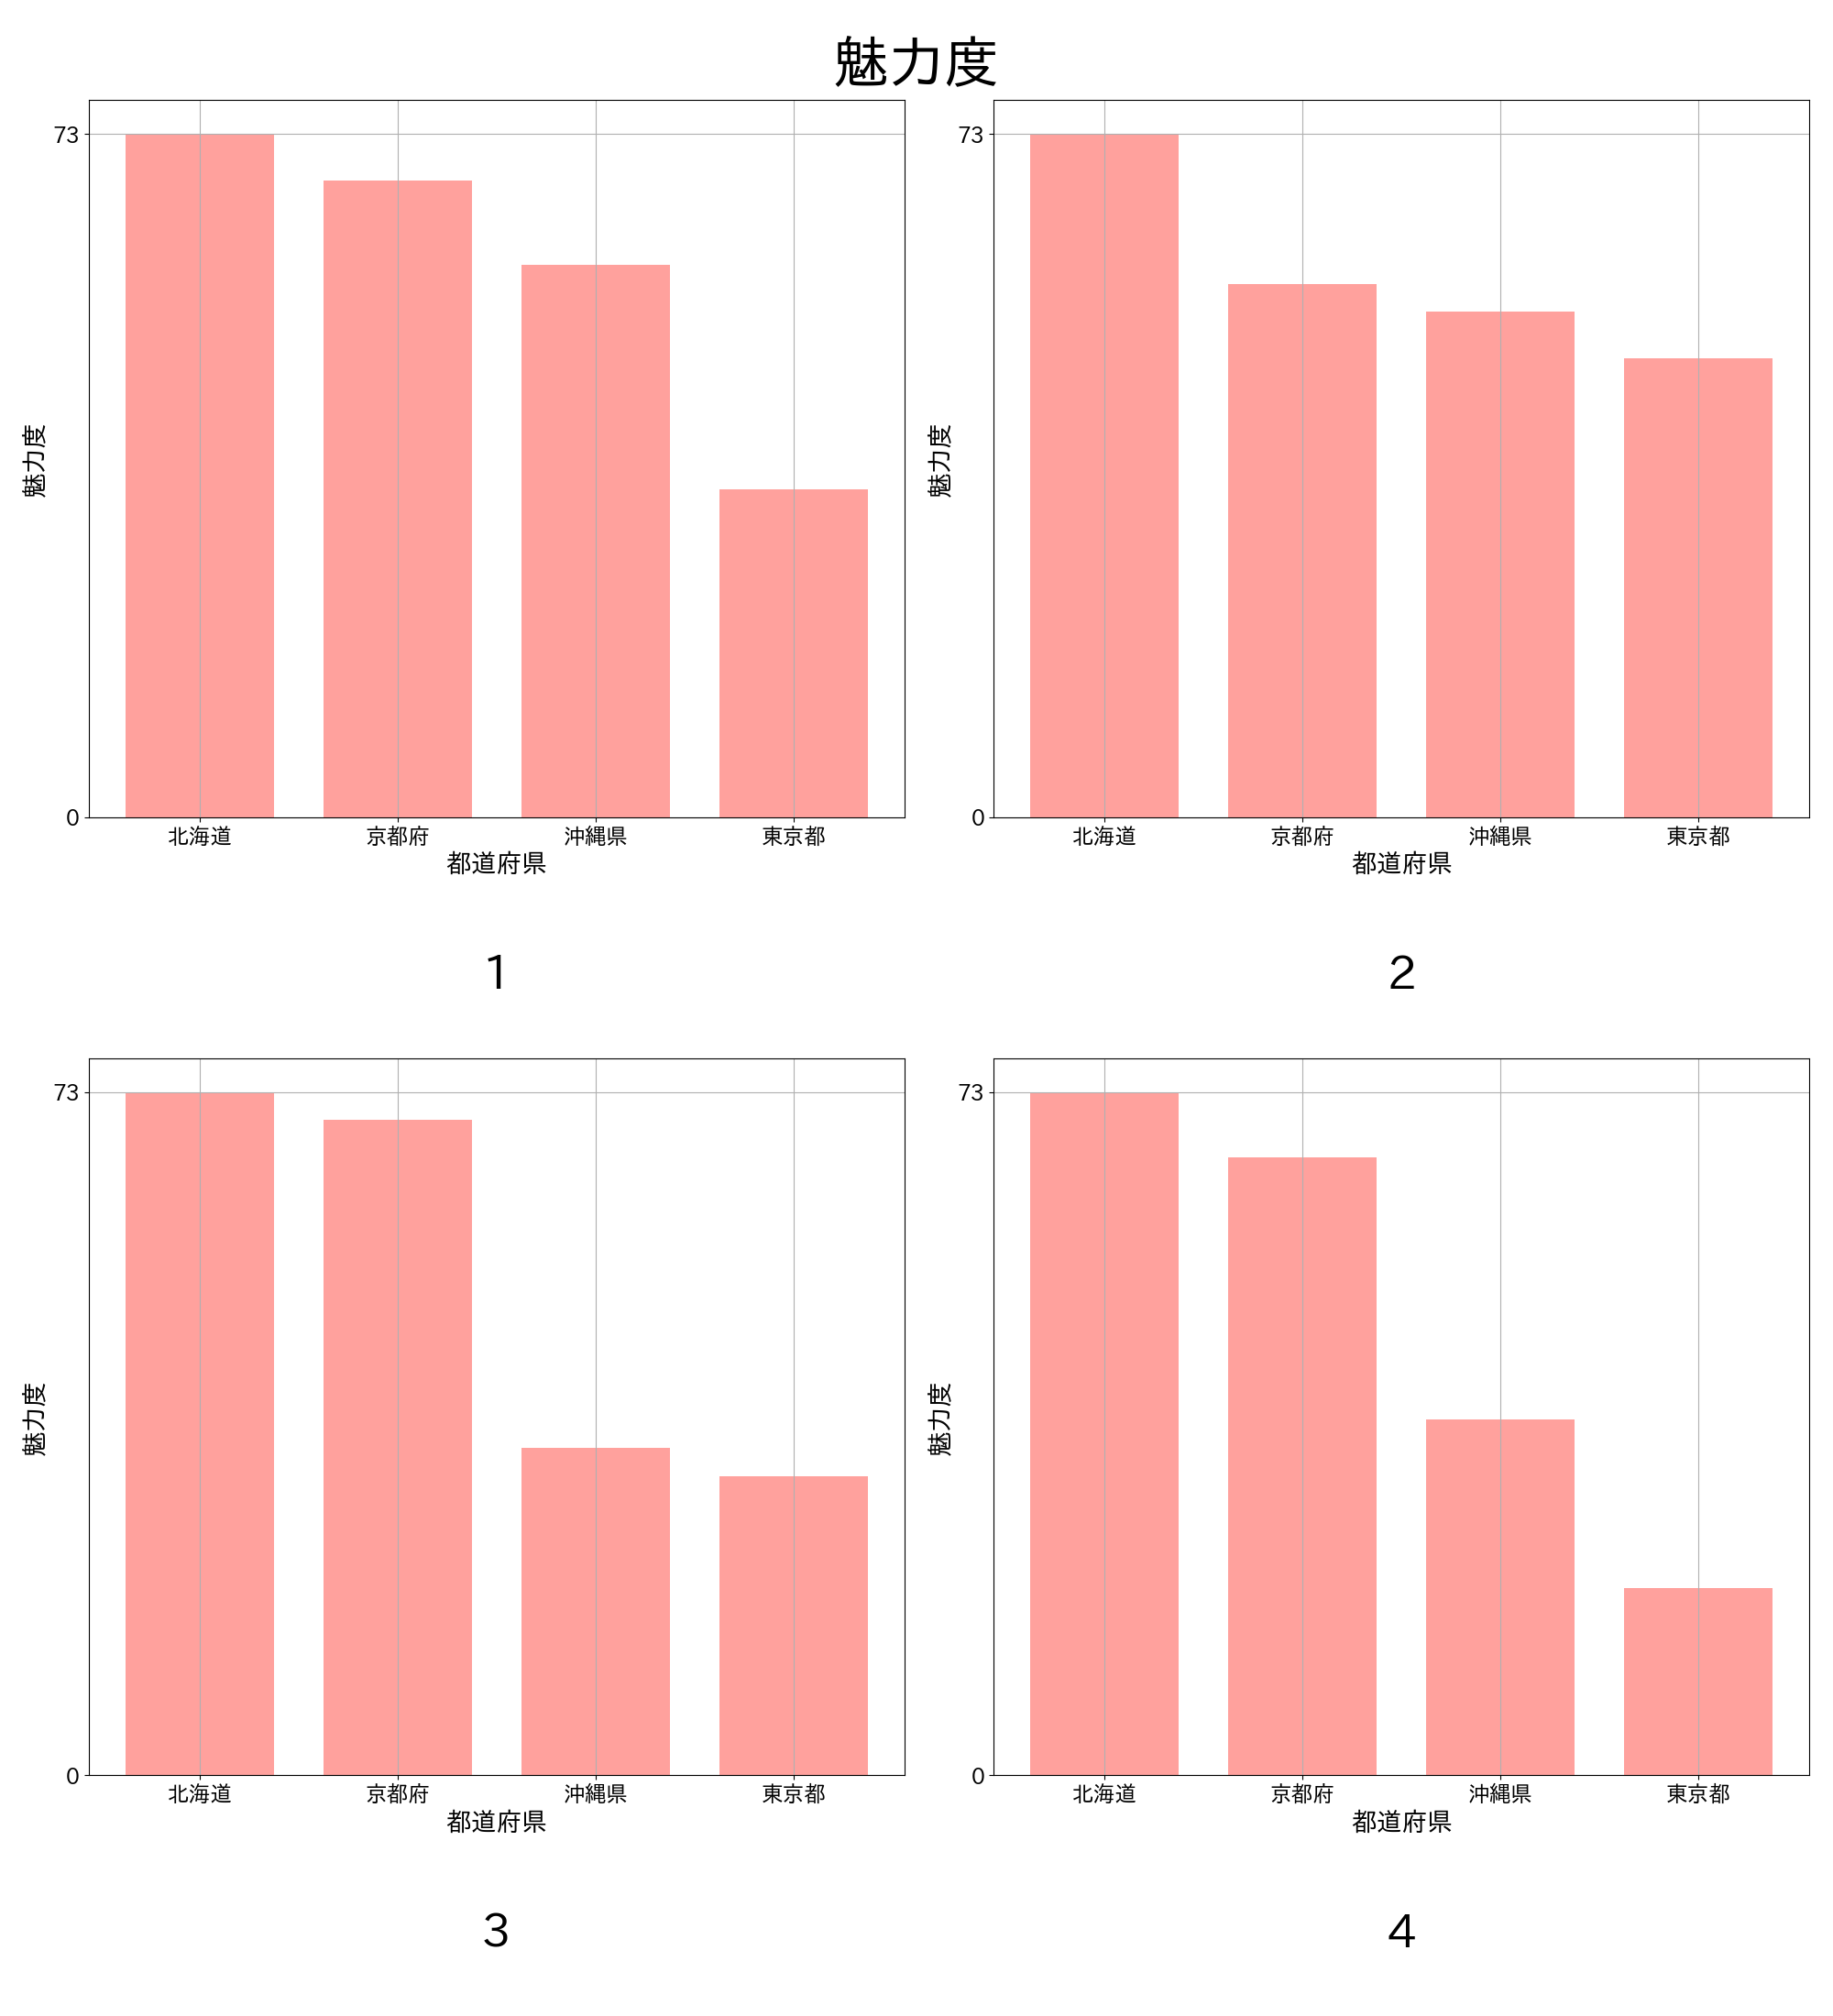 魅力度
73
0
魅力度
北海道 京都府 沖縄県 東京都
都道府県
1
73
0
魅力度
北海道 京都府 沖縄県 東京都
都道府県
2
73
0
魅力度
北海道 京都府 沖縄県 東京都
都道府県
3
73
0
魅力度
北海道 京都府 沖縄県 東京都
都道府県
4